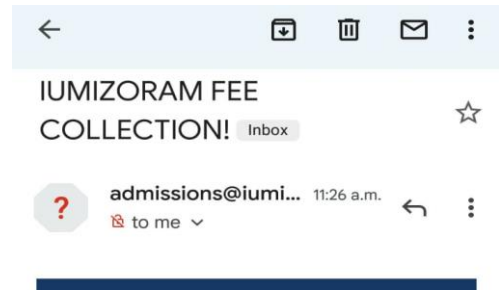 IUMIZORAM FEE
COLLECTION! Inbox
?
admissions@iumi... 11:26 a.m.
to me